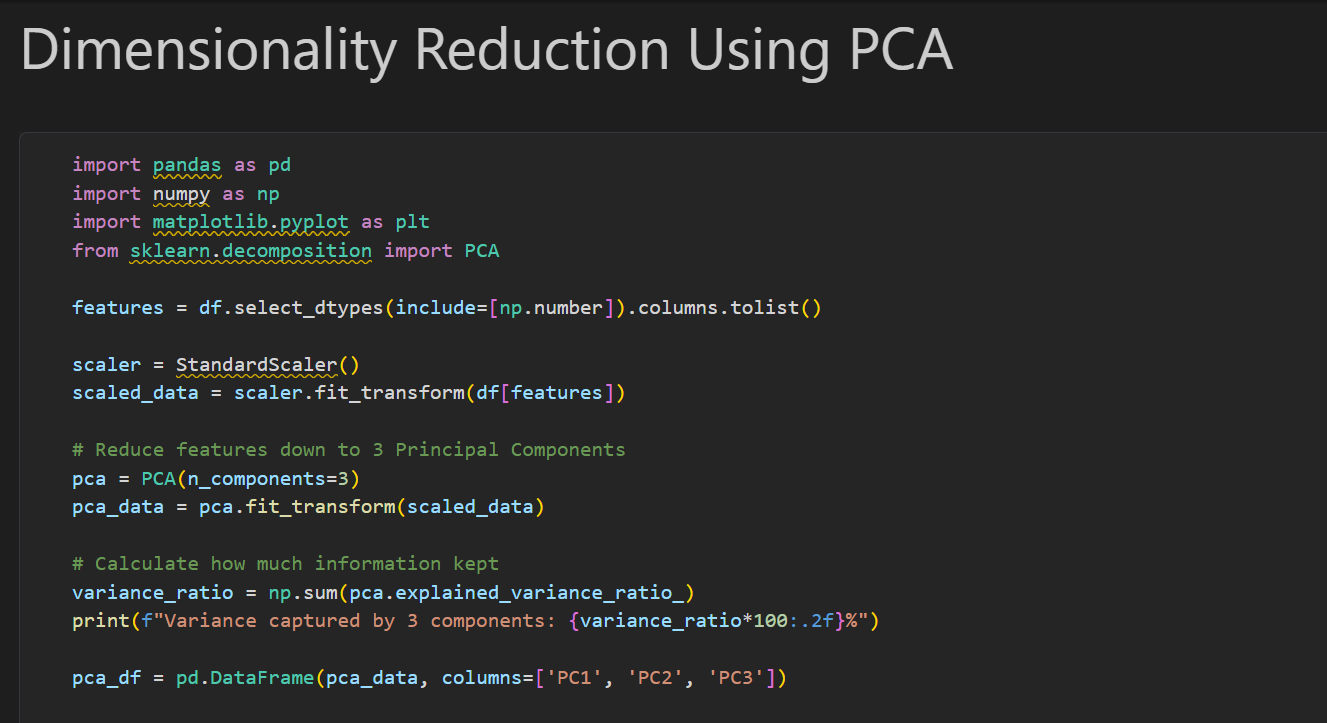 Dimensionality Reduction Using PCA
import pandas as pd
import numpy as np
import matplotlib.pyplot as plt
from sklearn.decomposition import PCA
features = df.select_dtypes(include=[np.number]).columns.tolist()
scaler = StandardScaler()
scaled_data = scaler.fit_transform(df[features])
# Reduce features down to 3 Principal Components
pca = PCA(n_components=3)
pca_data = pca.fit_transform(scaled_data)
# Calculate how much information kept
variance_ratio = np.sum(pca.explained_variance_ratio_)
print(f"Variance captured by 3 components: {variance_ratio*100:.2f}%")
pca_df = pd.DataFrame(pca_data, columns=['PC1', 'PC2', 'PC3'])